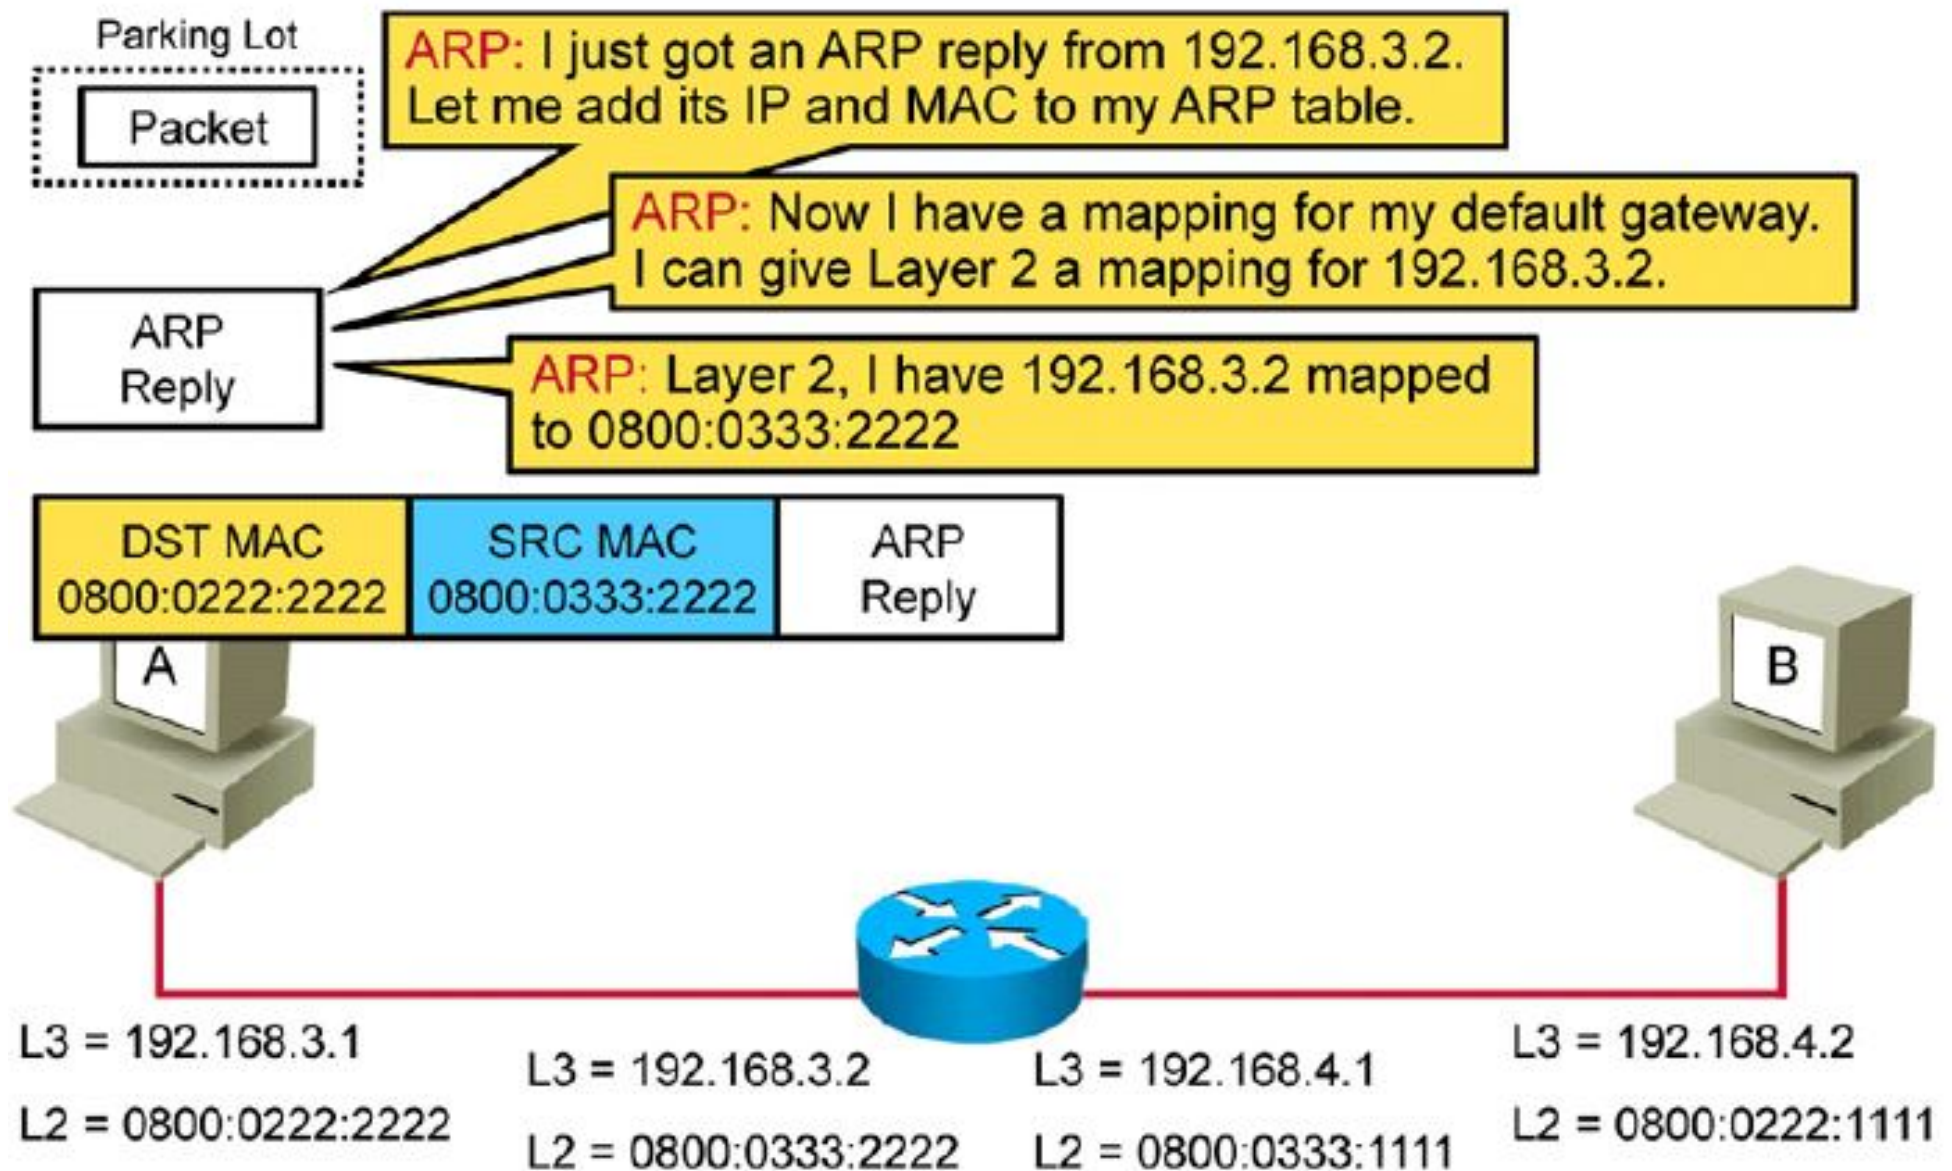 Parking Lot
Packet
ARP: I just got an ARP reply from 192.168.3.2.
Let me add its IP and MAC to my ARP table.
ARP: Now I have a mapping for my default gateway.
I can give Layer 2 a mapping for 192.168.3.2.
ARP
Reply
ARP: Layer 2, I have 192.168.3.2 mapped
to 0800:0333:2222
DST MAC
0800:0222:2222
SRC MAC
0800:0333:2222
ARP
Reply
A
B
L3 = 192.168.3.1
L2 = 0800:0222:2222
L3 = 192.168.3.2
L2 = 0800:0333:2222
L3 = 192.168.4.1
L2 = 0800:0333:1111
L3 = 192.168.4.2
L2 = 0800:0222:1111